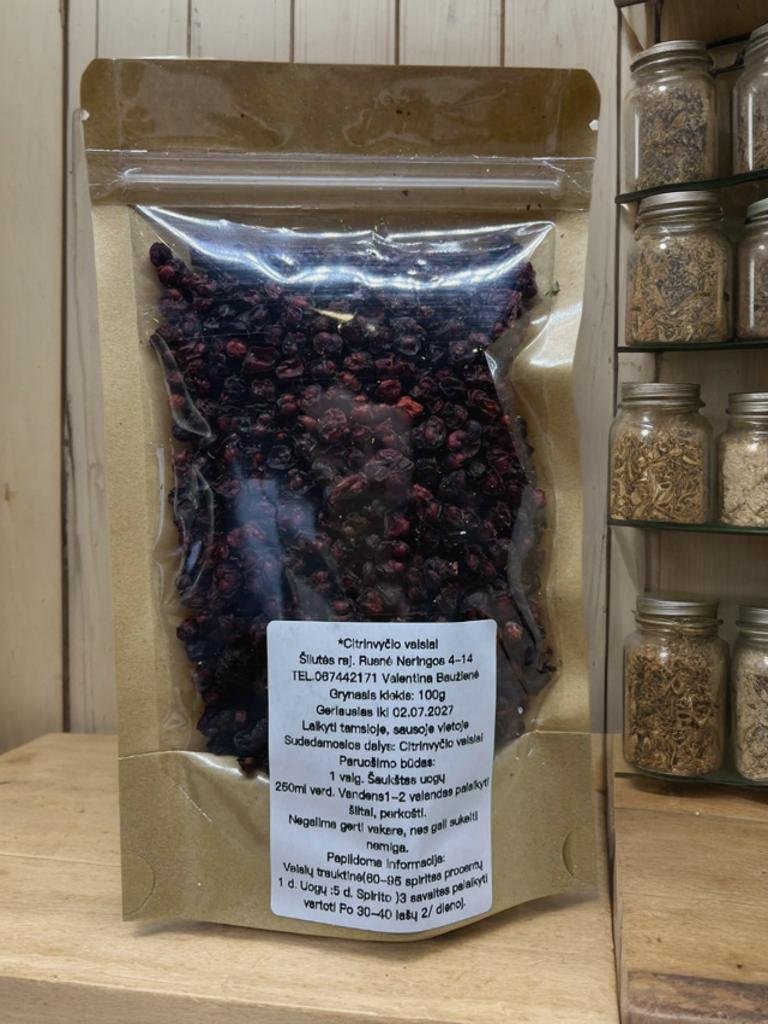 *Citrinvyčio vaisiai
Šilutės raj. Rusnė Neringos 4-14
TEL.067442171 Valentina Baužienė
Grynasis kiekis: 100g
Geriausias iki 02.07.2027
Laikyti tamsioje, sausoje vietoje
Sudedamosios dalys: Citrinvyčio vaisiai
Paruošimo būdas:
1 valg. Šaukštas uogų
250ml verd. Vandens1-2 valandas palaikyti
šiltai, perkošti.
Negalima gerti vakare, nes gali sukelti
nemiga.
Papildoma informacija:
Vaisių trauktinė(60-95 spiritas procentų
1 d. Uogų :5 d. Spirito )3 savaites palaikyti
vartoti Po 30-40 lašų 2/ dienoj.